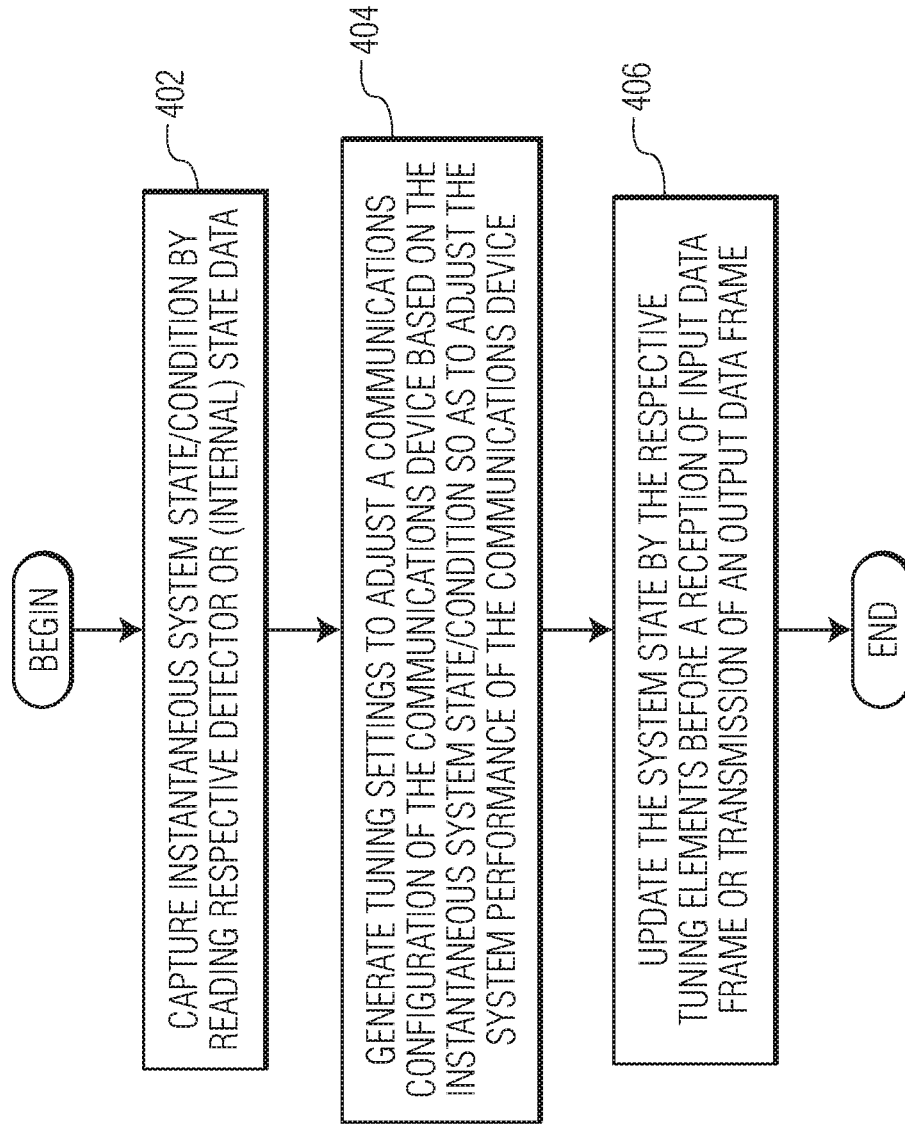 BEGIN
402
CAPTURE INSTANTANEOUS SYSTEM STATE/CONDITION BY
READING RESPECTIVE DETECTOR OR (INTERNAL) STATE DATA
404
GENERATE TUNING SETTINGS TO ADJUST A COMMUNICATIONS
CONFIGURATION OF THE COMMUNICATIONS DEVICE BASED ON THE
INSTANTANEOUS SYSTEM STATE/CONDITION SO AS TO ADJUST THE
SYSTEM PERFORMANCE OF THE COMMUNICATIONS DEVICE
406
UPDATE THE SYSTEM STATE BY THE RESPECTIVE
TUNING ELEMENTS BEFORE A RECEPTION OF INPUT DATA
FRAME OR TRANSMISSION OF AN OUTPUT DATA FRAME
END